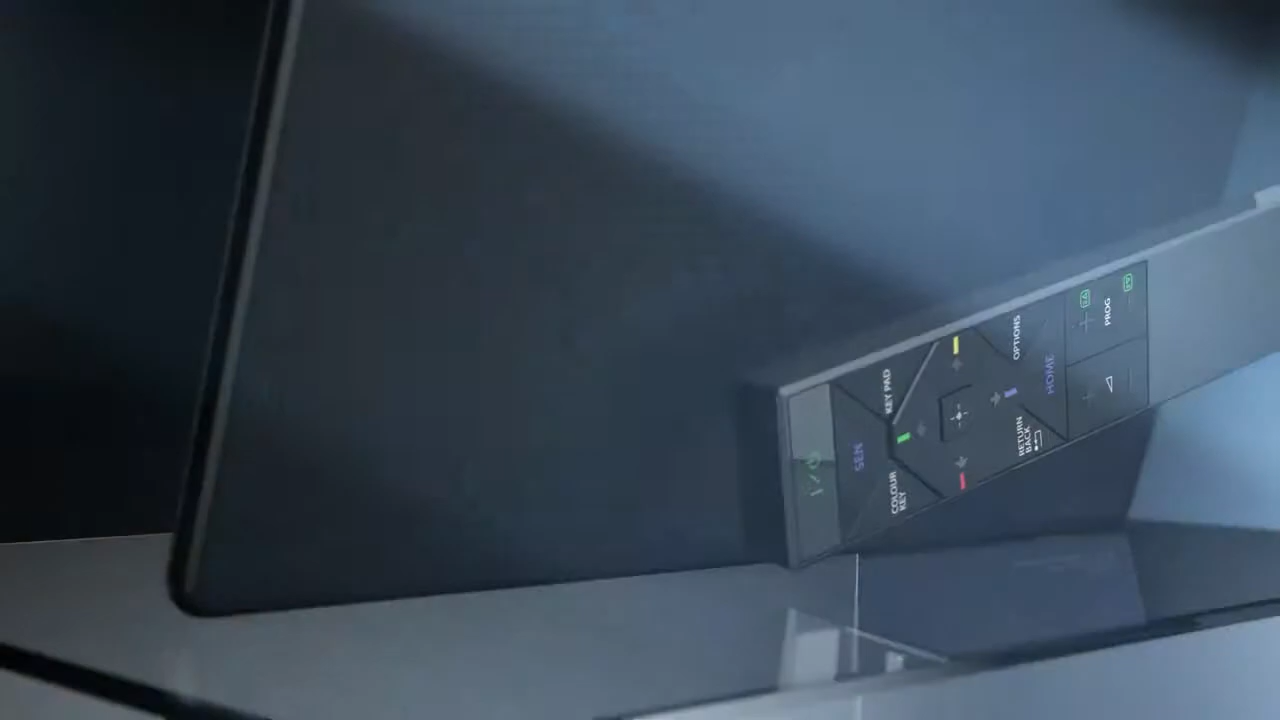 I/⏻
SEN
KEY PAD
COLOUR
KEY
OPTIONS
HOME
RETURN
BACK
PROG
+
-
+
-